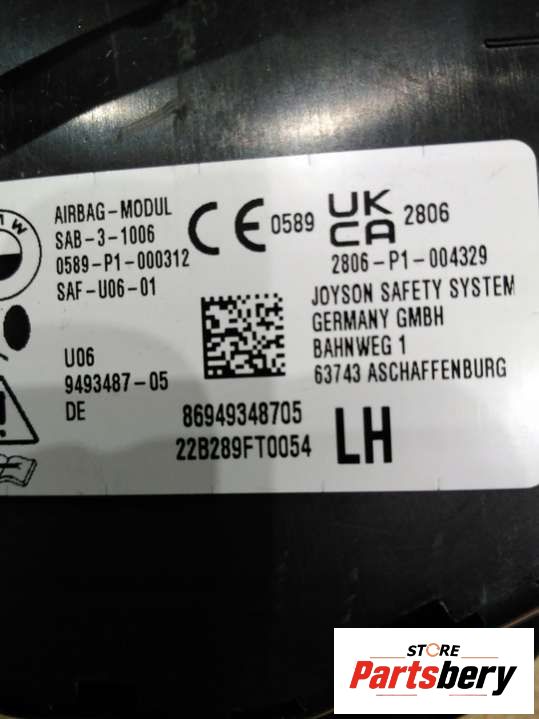 AIRBAG-MODUL
SAB-3-1006
0589-P1-000312
SAF-U06-01
CE 0589
UK
CA 2806
2806-P1-004329
JOYSON SAFETY SYSTEM
GERMANY GMBH
BAHNWEG 1
63743 ASCHAFFENBURG
U06
9493487-05
DE
86949348705
22B289FT0054
LH
STORE
Partsbery